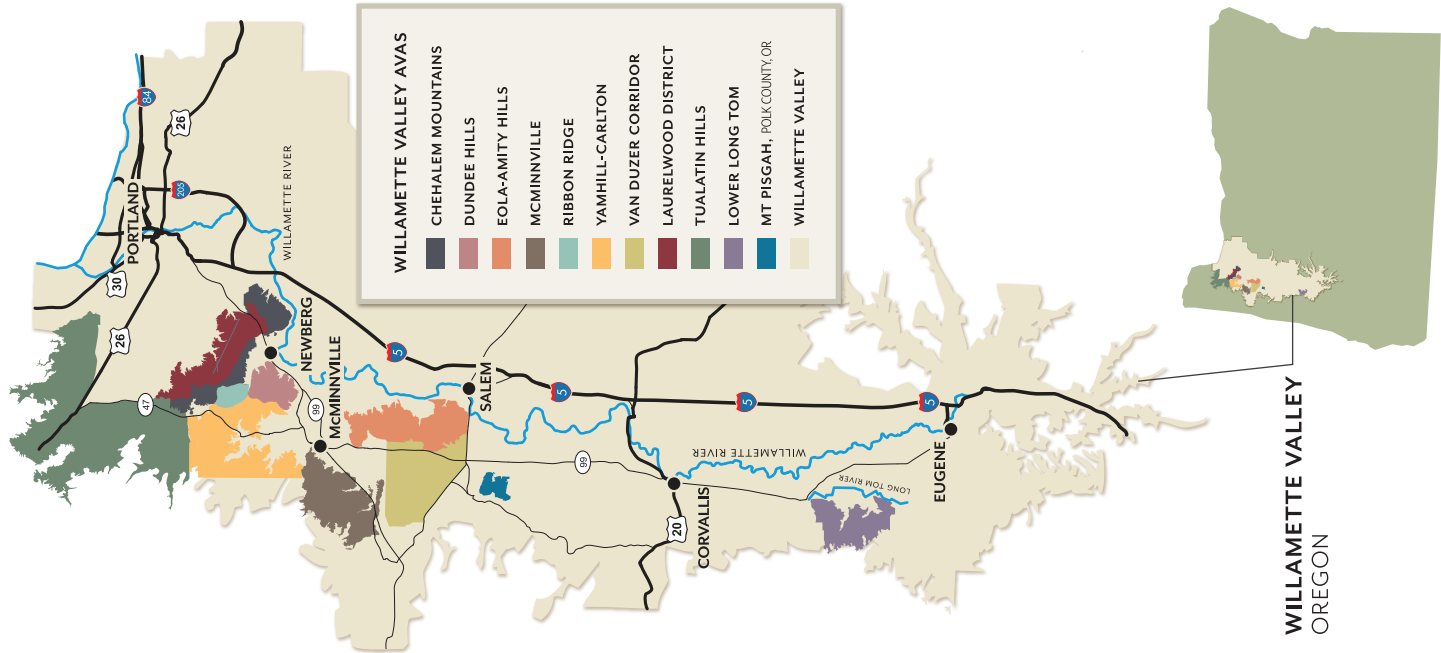 WILLAMETTE VALLEY AVAS
CHEHALEM MOUNTAINS
DUNDEE HILLS
EOLA-AMITY HILLS
MCMINNVILLE
RIBBON RIDGE
YAMHILL-CARLTON
VAN DUZER CORRIDOR
LAURELWOOD DISTRICT
TUALATIN HILLS
LOWER LONG TOM
MT PISGAH, POLK COUNTY, OR
WILLAMETTE VALLEY
84
26
205
PORTLAND
WILLAMETTE RIVER
30
26
47
NEWBERG
99
McMINNVILLE
5
SALEM
5
99
5
WILLAMETTE RIVER
20
CORVALLIS
LONG TOM RIVER
5
EUGENE
WILLAMETTE VALLEY
OREGON